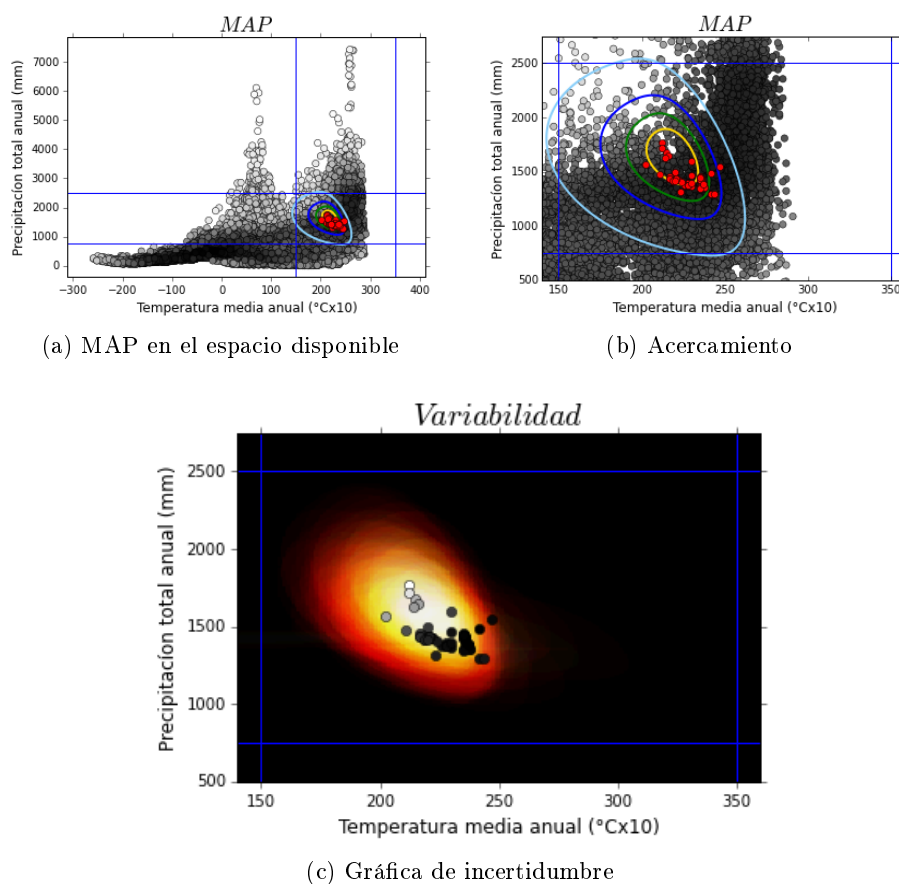 MAP
Precipitacíon total anual (mm)
7000
6000
5000
4000
3000
2000
1000
0
−300 −200 −100 0 100 200 300 400
Temperatura media anual (°Cx10)
(a) MAP en el espacio disponible
MAP
Precipitacíon total anual (mm)
2500
2000
1500
1000
500
150 200 250 300 350
Temperatura media anual (°Cx10)
(b) Acercamiento
Variabilidad
Precipitacíon total anual (mm)
2500
2000
1500
1000
500
150 200 250 300 350
Temperatura media anual (°Cx10)
(c) Gráfica de incertidumbre